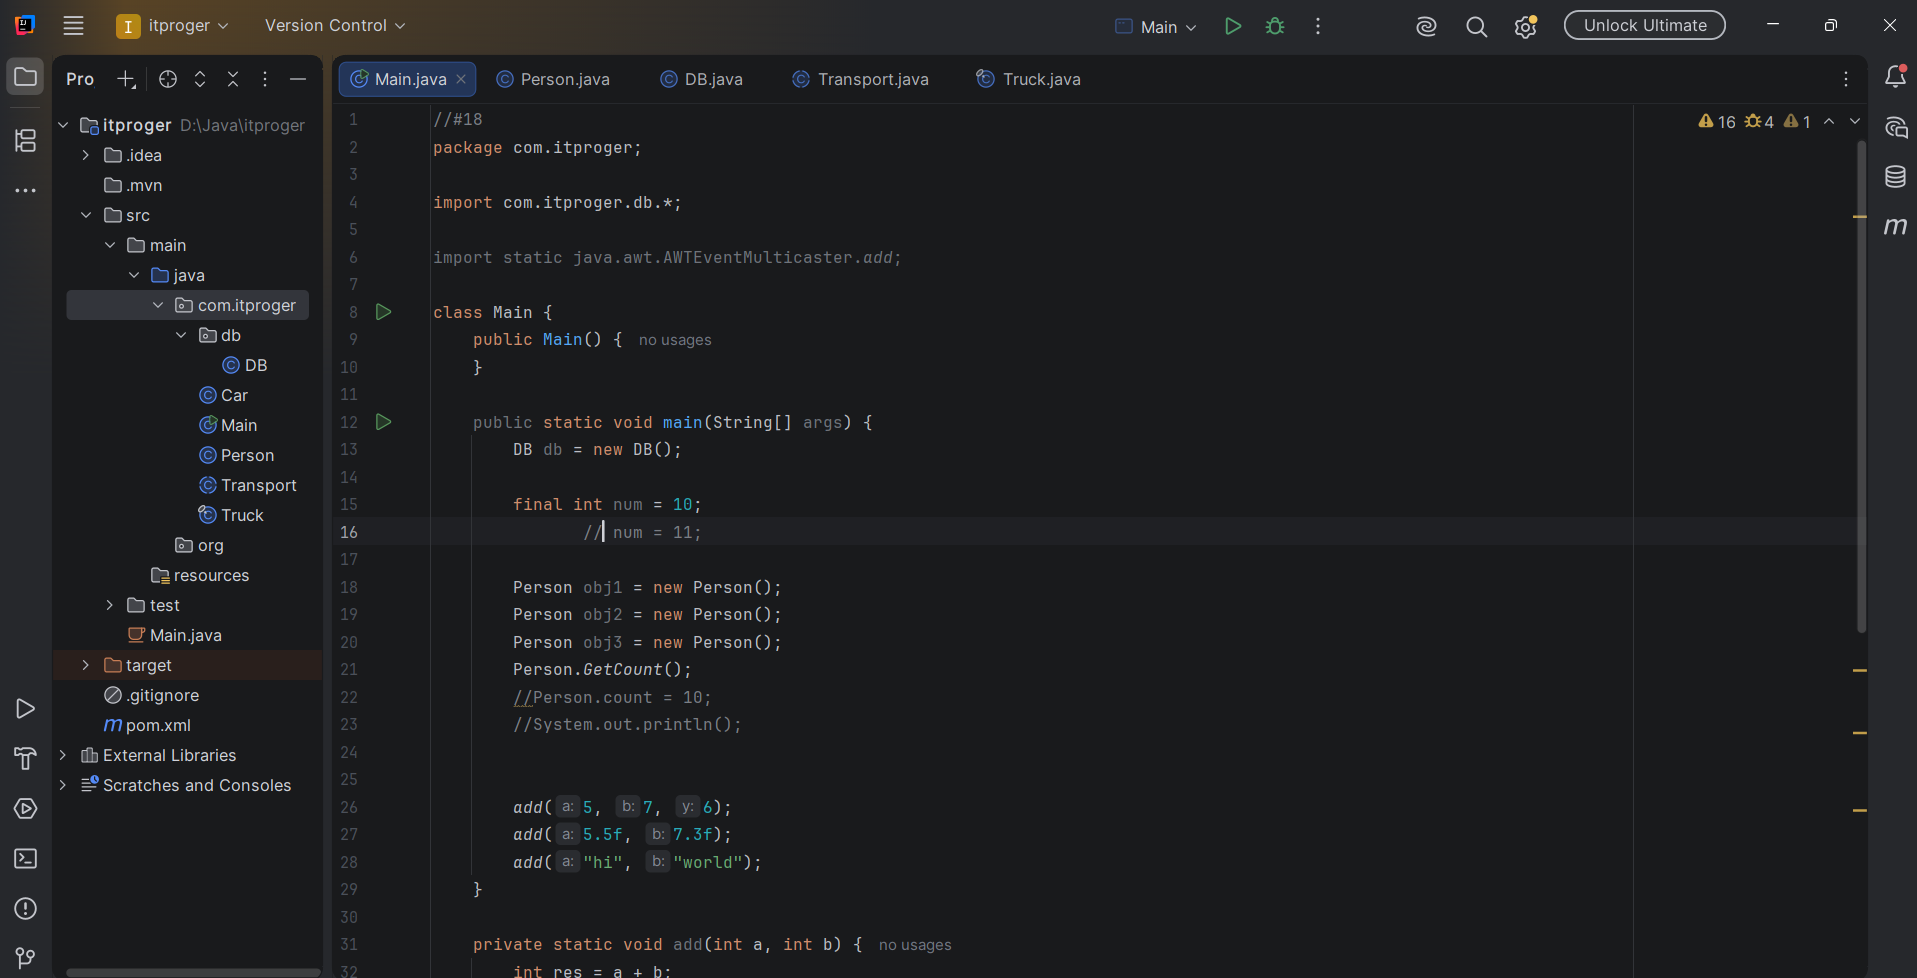 I itproger Version Control Main Unlock Ultimate
Pro
Main.java Person.java DB.java Transport.java Truck.java
itproger D:\Java\itproger
.idea
.mvn
src
main
java
com.itproger
db
DB
Car
Main
Person
Transport
Truck
org
resources
test
Main.java
target
.gitignore
pom.xml
External Libraries
Scratches and Consoles
16 4 1
1 //#18
2 package com.itproger;
3
4 import com.itproger.db.*;
5
6 import static java.awt.AWTEventMulticaster.add;
7
8 class Main {
9 public Main() { no usages
10 }
11
12 public static void main(String[] args) {
13 DB db = new DB();
14
15 final int num = 10;
16 // num = 11;
17
18 Person obj1 = new Person();
19 Person obj2 = new Person();
20 Person obj3 = new Person();
21 Person.GetCount();
22 //Person.count = 10;
23 //System.out.println();
24
25
26 add( a: 5, b: 7, y: 6);
27 add( a: 5.5f, b: 7.3f);
28 add( a: "hi", b: "world");
29 }
30
31 private static void add(int a, int b) { no usages
32 int res = a + b;
m